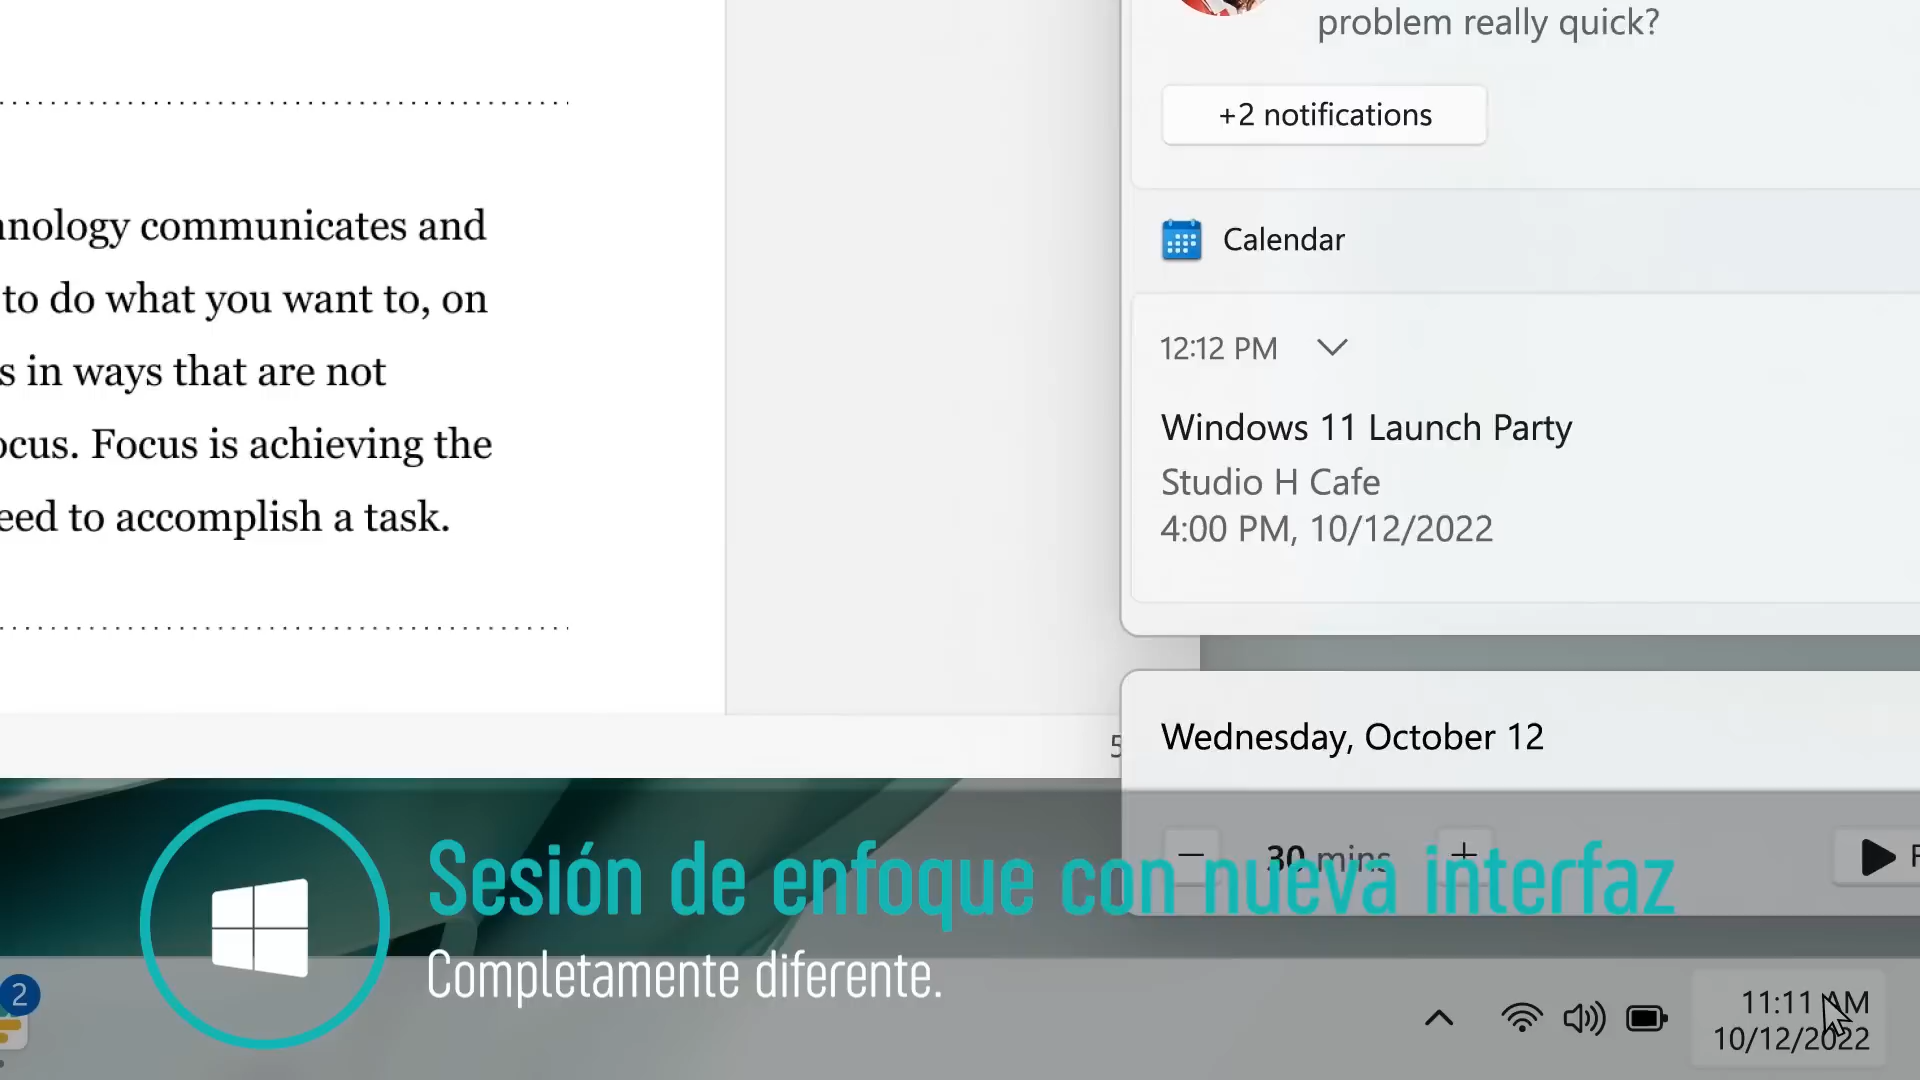 problem really quick?
+2 notifications
nology communicates and
to do what you want to, on
s in ways that are not
ocus. Focus is achieving the
eed to accomplish a task.
Calendar
12:12 PM
Windows 11 Launch Party
Studio H Cafe
4:00 PM, 10/12/2022
5
Wednesday, October 12
30 mins
F
Sesión de enfoque con nueva interfaz
Completamente diferente.
2
11:11 AM
10/12/2022